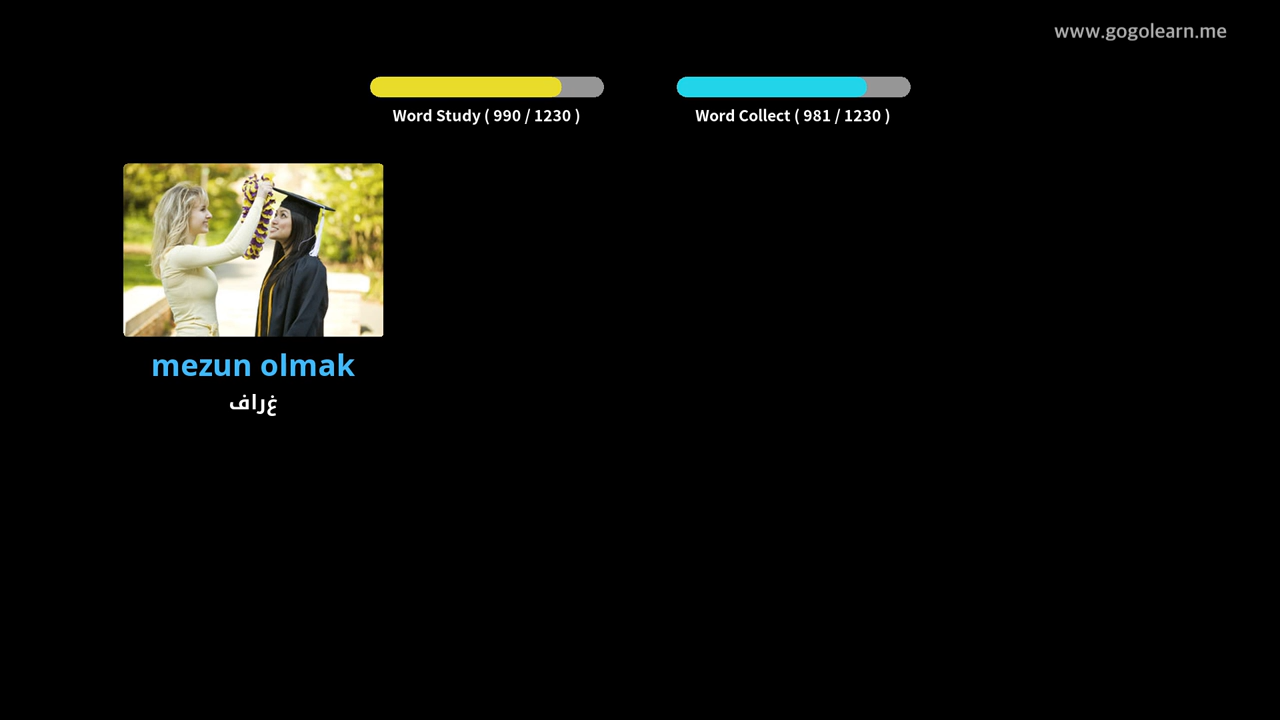 www.gogolearn.me
Word Study ( 990 / 1230 )
Word Collect ( 981 / 1230 )
mezun olmak
غراف